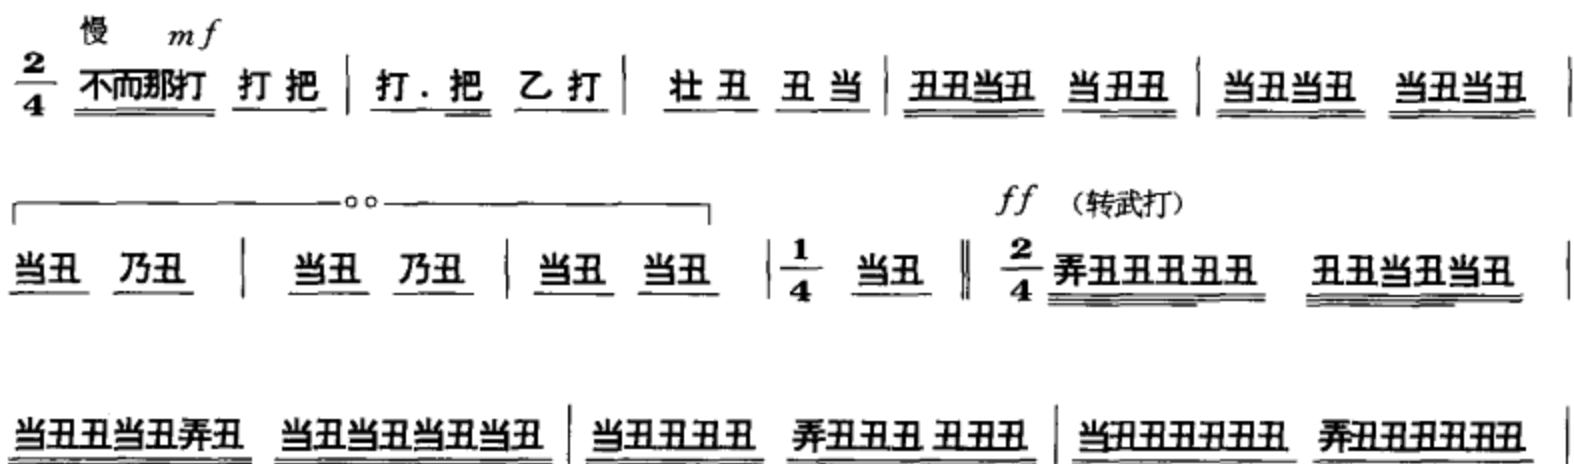 慢 mf
2/4 不而那打 打把 | 打．把 乙打 | 壮丑 丑当 | 丑丑当丑 当丑丑 | 当丑当丑 当丑当丑 |
ff （转武打）
当丑 乃丑 | 当丑 乃丑 | 当丑 当丑 | 1/4 当丑 ‖ 2/4 弄丑丑丑丑丑 丑丑当丑当丑 |
当丑丑当丑弄丑 当丑当丑当丑当丑 | 当丑丑丑丑 弄丑丑丑丑丑丑 | 当丑丑丑丑丑丑 弄丑丑丑丑丑丑 |